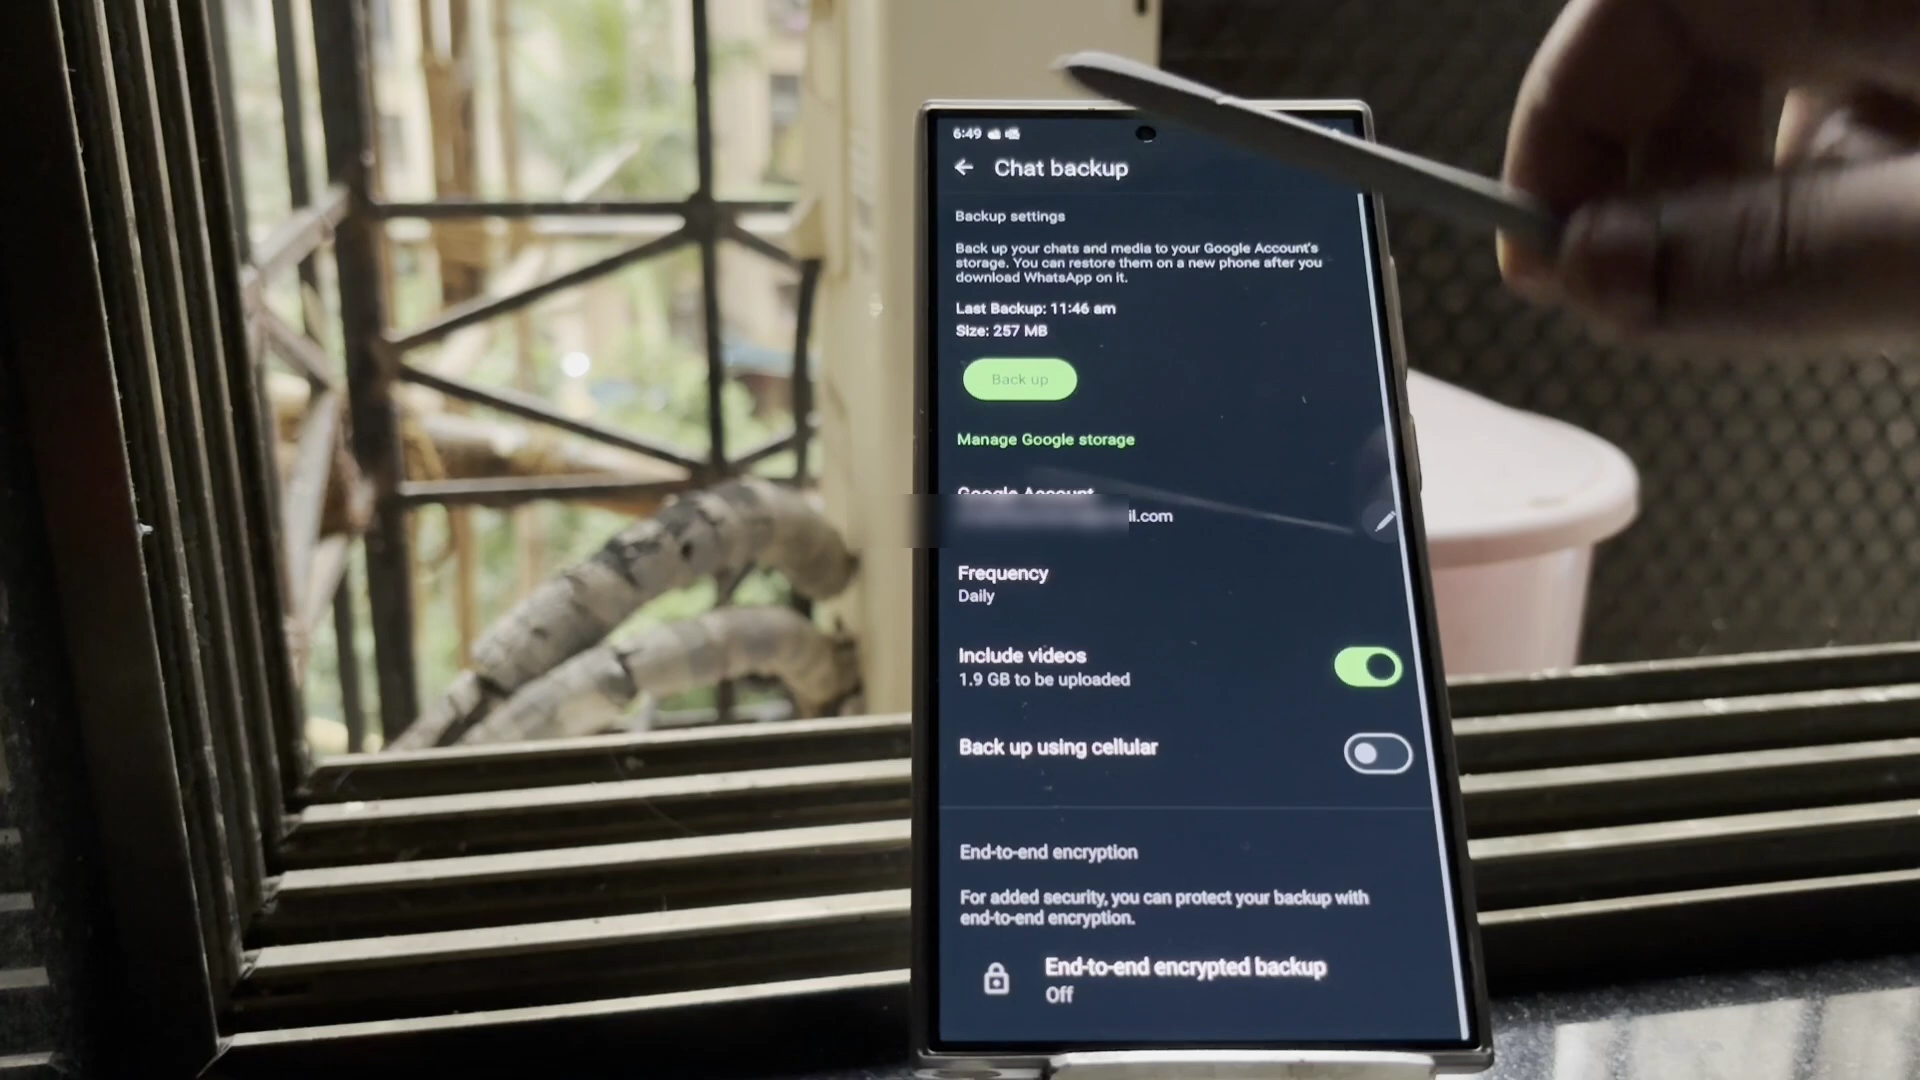 6:49
Chat backup
Backup settings
Back up your chats and media to your Google Account's
storage. You can restore them on a new phone after you
download WhatsApp on it.
Last Backup: 11:46 am
Size: 257 MB
Back up
Manage Google storage
Google Account
il.com
Frequency
Daily
Include videos
1.9 GB to be uploaded
Back up using cellular
End-to-end encryption
For added security, you can protect your backup with
end-to-end encryption.
End-to-end encrypted backup
Off